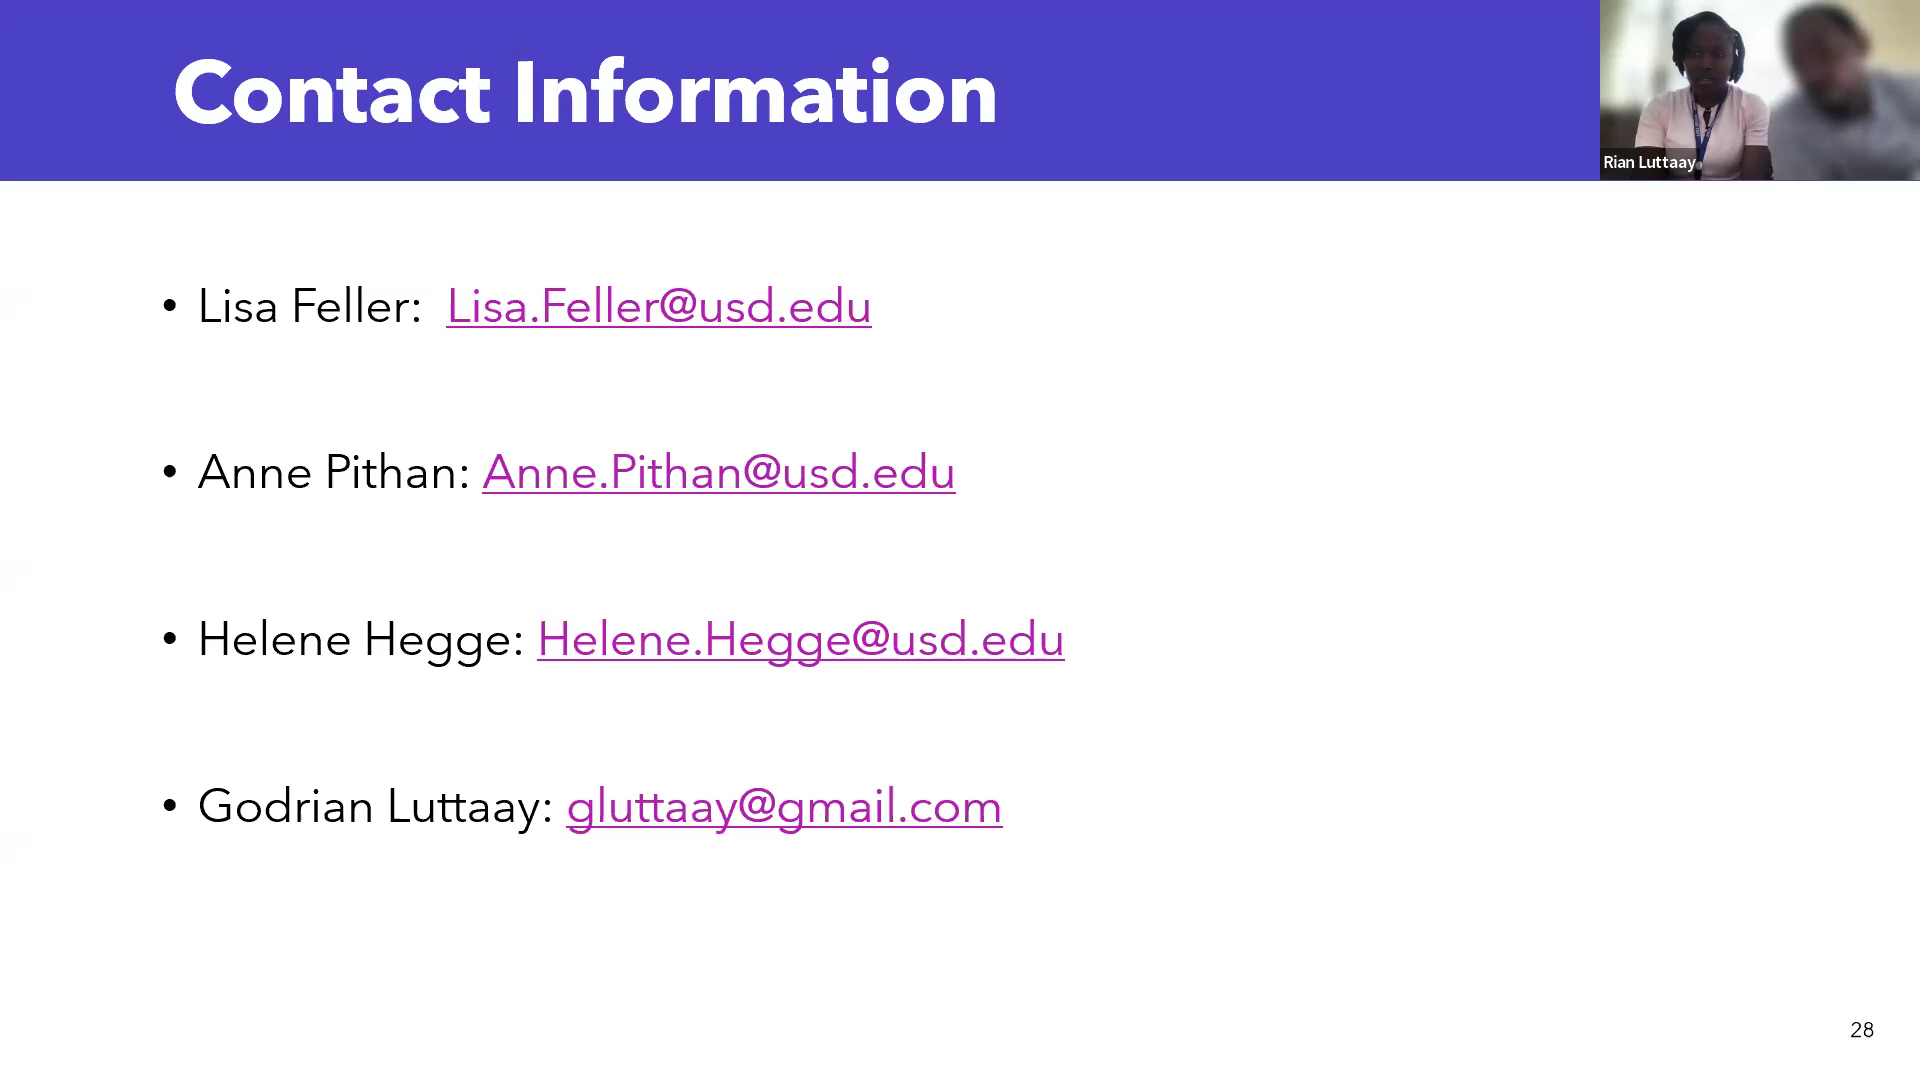 Contact Information
Rian Luttaay
• Lisa Feller: Lisa.Feller@usd.edu
• Anne Pithan: Anne.Pithan@usd.edu
• Helene Hegge: Helene.Hegge@usd.edu
• Godrian Luttaay: gluttaay@gmail.com
28